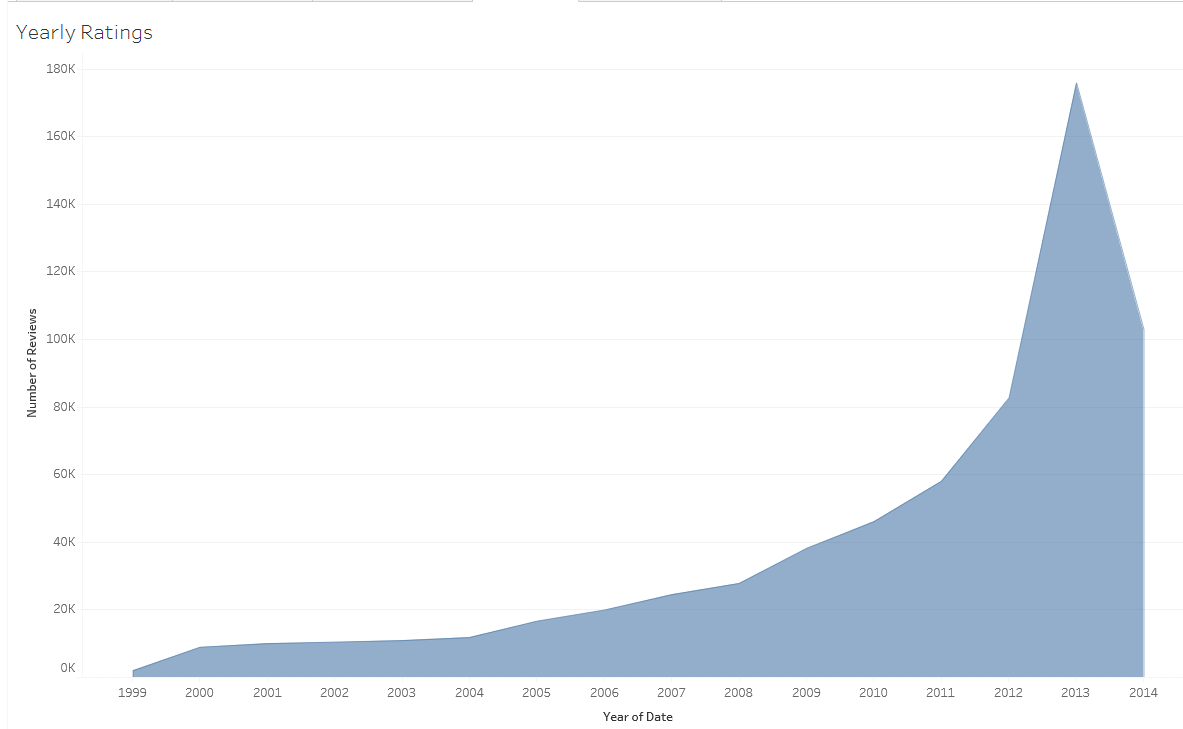 Yearly Ratings
180K
160K
140K
120K
100K
80K
60K
40K
20K
0K
Number of Reviews
1999 2000 2001 2002 2003 2004 2005 2006 2007 2008 2009 2010 2011 2012 2013 2014
Year of Date